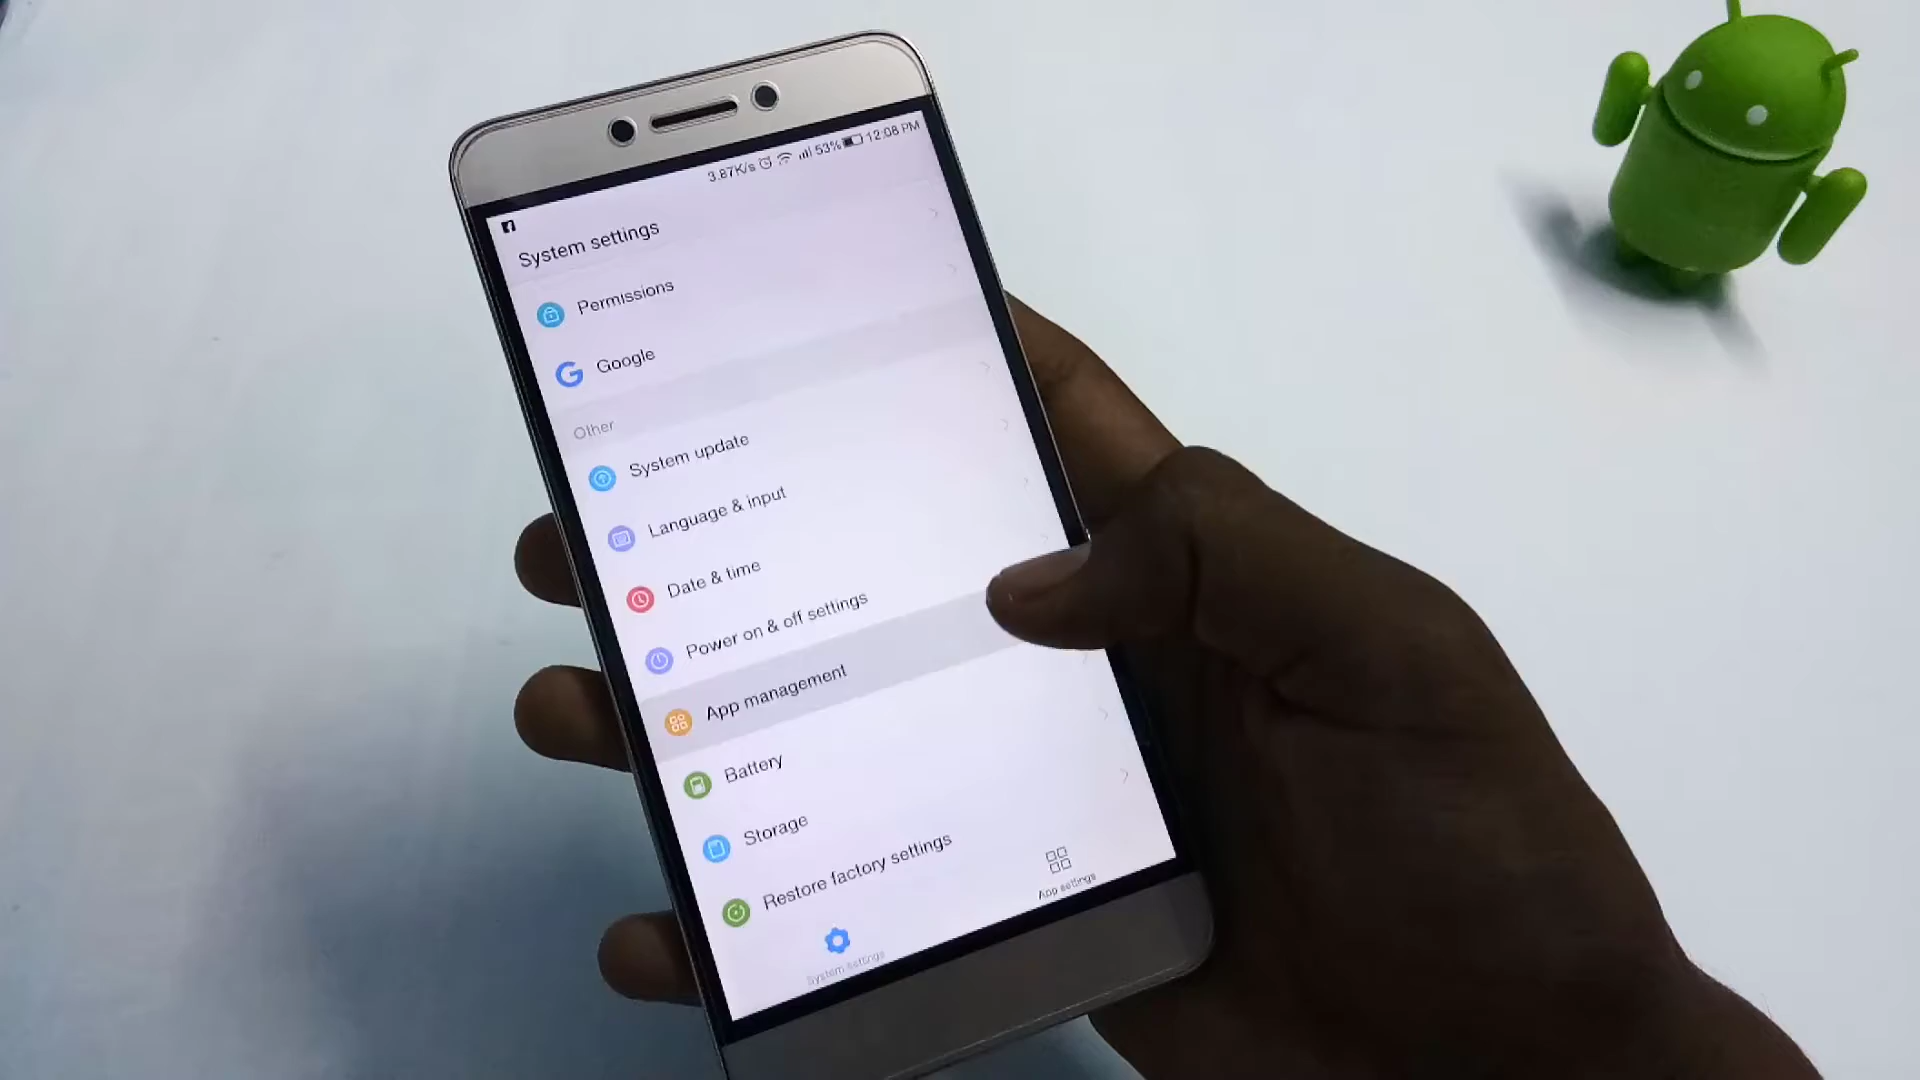 3.87K/s 53% 12:08 PM
System settings
Permissions
Google
Other
System update
Language & input
Date & time
Power on & off settings
App management
Battery
Storage
Restore factory settings
System settings
App settings